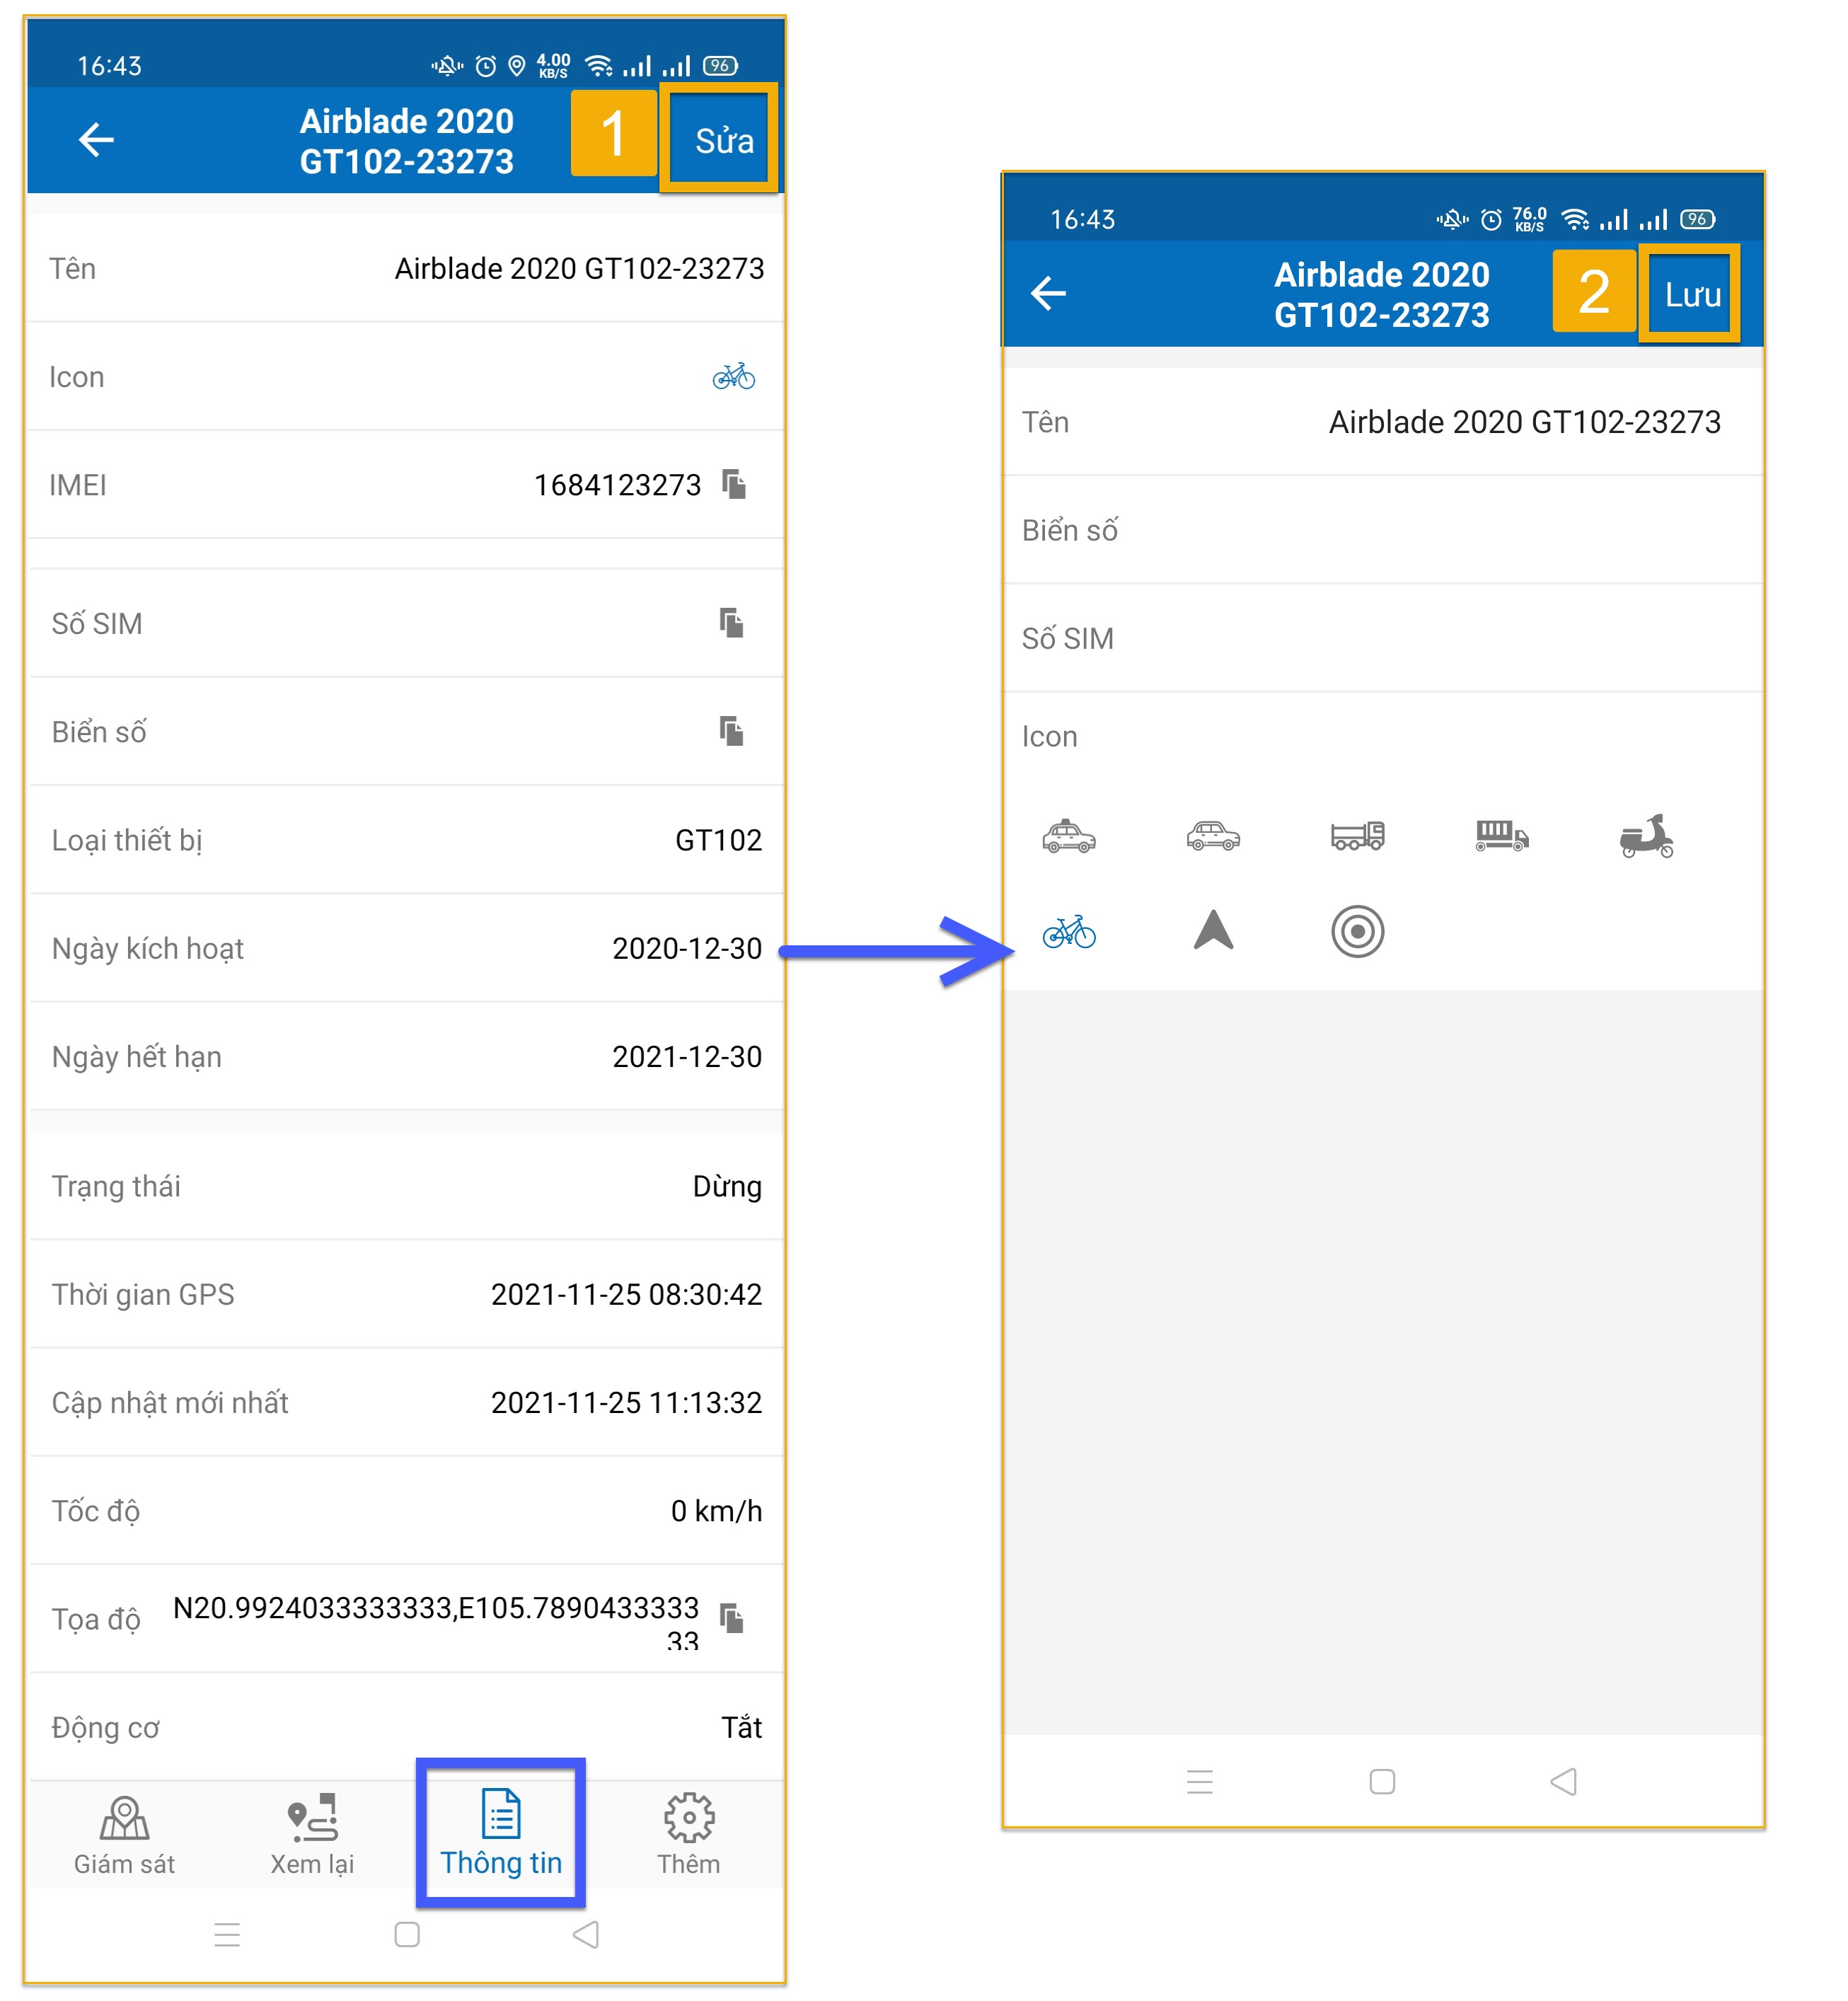 16:43
4.00
KB/S
96
Airblade 2020
GT102-23273
1
Sửa
Tên
Airblade 2020 GT102-23273
Icon
IMEI
1684123273
Số SIM
Biển số
Loại thiết bị
GT102
Ngày kích hoạt
2020-12-30
Ngày hết hạn
2021-12-30
Trạng thái
Dừng
Thời gian GPS
2021-11-25 08:30:42
Cập nhật mới nhất
2021-11-25 11:13:32
Tốc độ
0 km/h
Tọa độ
N20.9924033333333,E105.7890433333
33
Động cơ
Tắt
Giám sát
Xem lại
Thông tin
Thêm
16:43
76.0
KB/S
96
Airblade 2020
GT102-23273
2
Lưu
Tên
Airblade 2020 GT102-23273
Biển số
Số SIM
Icon